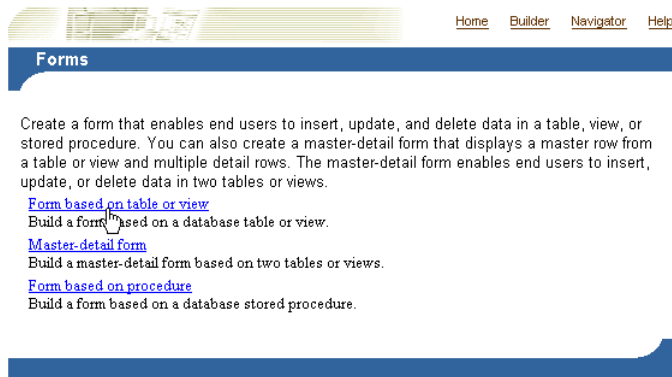 Home Builder Navigator Help
Forms
Create a form that enables end users to insert, update, and delete data in a table, view, or
stored procedure. You can also create a master-detail form that displays a master row from
a table or view and multiple detail rows. The master-detail form enables end users to insert,
update, or delete data in two tables or views.
Form based on table or view
Build a form based on a database table or view.
Master-detail form
Build a master-detail form based on two tables or views.
Form based on procedure
Build a form based on a database stored procedure.